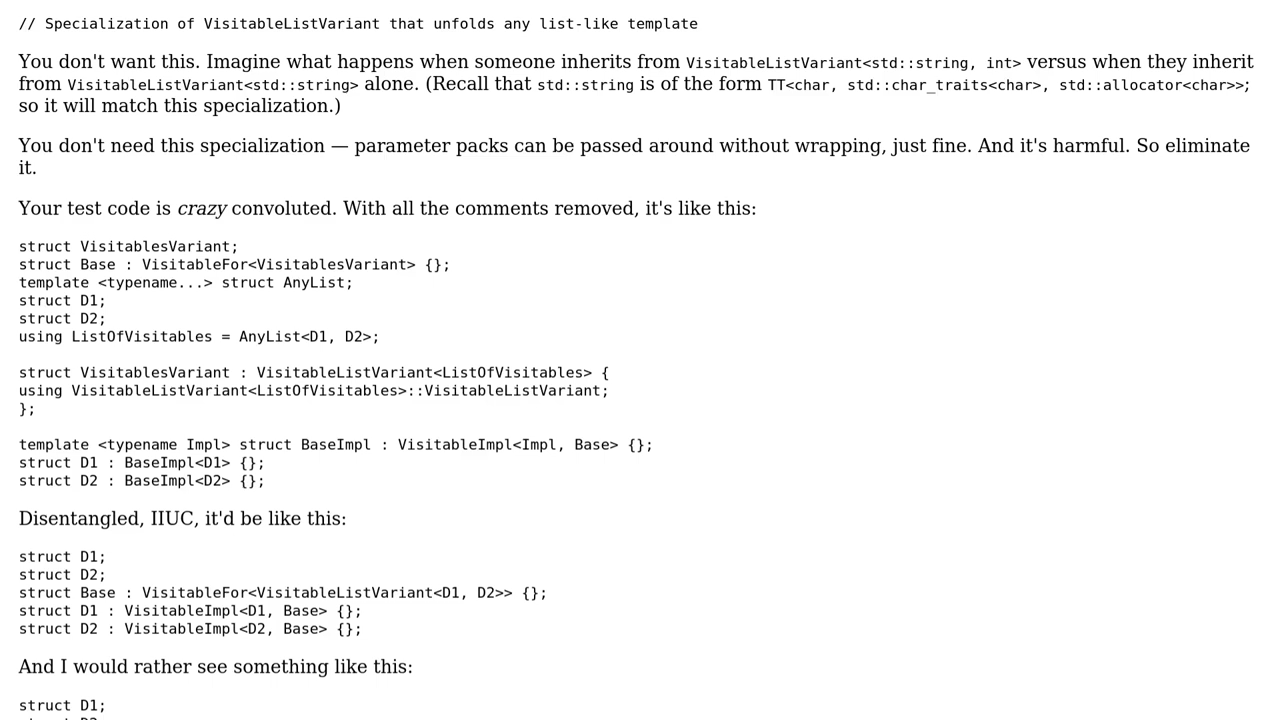 // Specialization of VisitableListVariant that unfolds any list-like template
You don't want this. Imagine what happens when someone inherits from VisitableListVariant<std::string, int> versus when they inherit
from VisitableListVariant<std::string> alone. (Recall that std::string is of the form TT<char, std::char_traits<char>, std::allocator<char>>;
so it will match this specialization.)
You don't need this specialization — parameter packs can be passed around without wrapping, just fine. And it's harmful. So eliminate
it.
Your test code is crazy convoluted. With all the comments removed, it's like this:
struct VisitablesVariant;
struct Base : VisitableFor<VisitablesVariant> {};
template <typename...> struct AnyList;
struct D1;
struct D2;
using ListOfVisitables = AnyList<D1, D2>;
struct VisitablesVariant : VisitableListVariant<ListOfVisitables> {
using VisitableListVariant<ListOfVisitables>::VisitableListVariant;
};
template <typename Impl> struct BaseImpl : VisitableImpl<Impl, Base> {};
struct D1 : BaseImpl<D1> {};
struct D2 : BaseImpl<D2> {};
Disentangled, IIUC, it'd be like this:
struct D1;
struct D2;
struct Base : VisitableFor<VisitableListVariant<D1, D2>> {};
struct D1 : VisitableImpl<D1, Base> {};
struct D2 : VisitableImpl<D2, Base> {};
And I would rather see something like this:
struct D1;